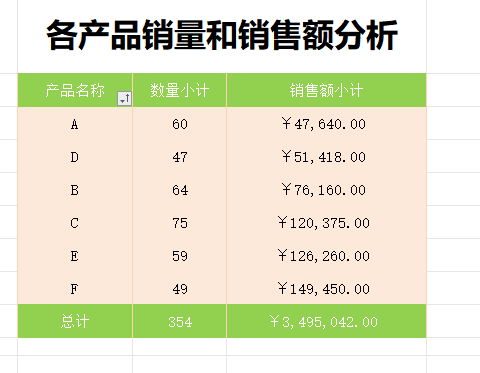 各产品销量和销售额分析
产品名称 数量小计 销售额小计
A 60 ￥47,640.00
D 47 ￥51,418.00
B 64 ￥76,160.00
C 75 ￥120,375.00
E 59 ￥126,260.00
F 49 ￥149,450.00
总计 354 ￥3,495,042.00